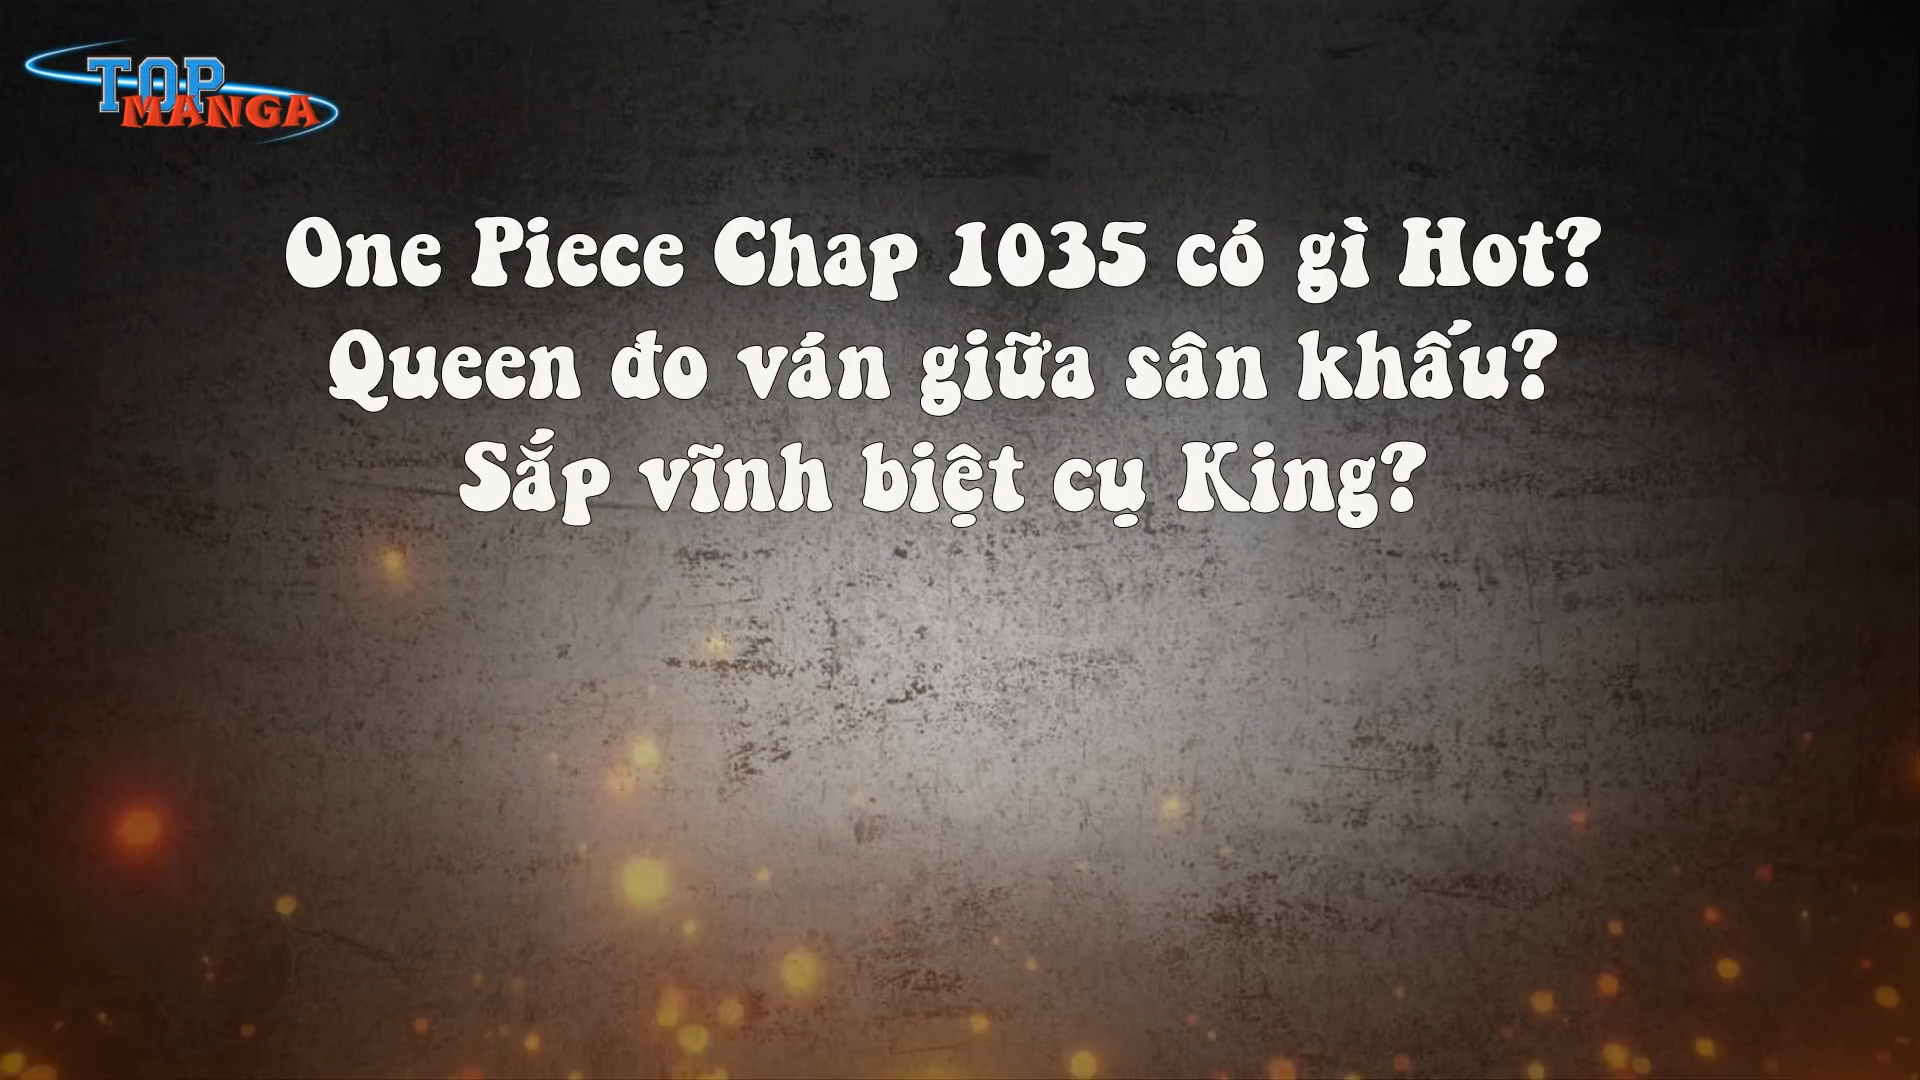 TOP
MANGA
One Piece Chap 1035 có gì Hot?
Queen đo ván giữa sân khấu?
Sắp vĩnh biệt cụ King?